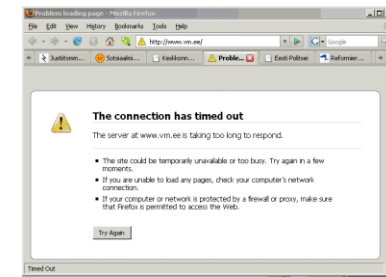 Problem loading page - Mozilla Firefox
File Edit View History Bookmarks Tools Help
http://www.vm.ee/ Google
Justiitsmin... Sotsiaalmi... Keskkonn... Proble... Eesti Politsei Reformier...
The connection has timed out
The server at www.vm.ee is taking too long to respond.
The site could be temporarily unavailable or too busy. Try again in a few
moments.
If you are unable to load any pages, check your computer's network
connection.
If your computer or network is protected by a firewall or proxy, make sure
that Firefox is permitted to access the Web.
Try Again
Timed Out